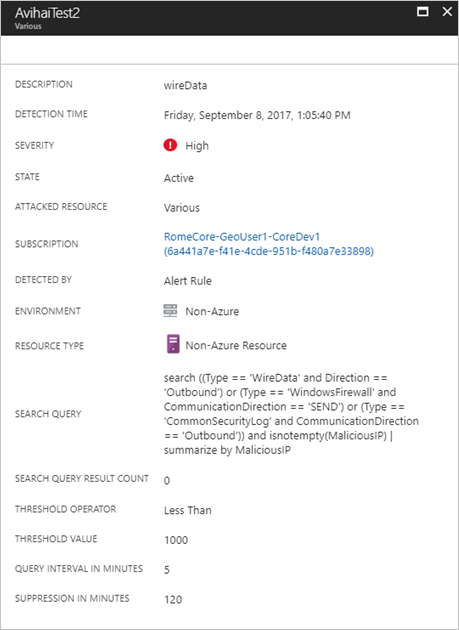 AvihaiTest2
Various
DESCRIPTION wireData
DETECTION TIME Friday, September 8, 2017, 1:05:40 PM
SEVERITY High
STATE Active
ATTACKED RESOURCE Various
SUBSCRIPTION RomeCore-GeoUser1-CoreDev1
(6a441a7e-f41e-4cde-951b-f480a7e33898)
DETECTED BY Alert Rule
ENVIRONMENT Non-Azure
RESOURCE TYPE Non-Azure Resource
SEARCH QUERY search ((Type == 'WireData' and Direction ==
'Outbound') or (Type == 'WindowsFirewall' and
CommunicationDirection == 'SEND') or (Type ==
'CommonSecurityLog' and CommunicationDirection
== 'Outbound')) and isnotempty(MaliciousIP) |
summarize by MaliciousIP
SEARCH QUERY RESULT COUNT 0
THRESHOLD OPERATOR Less Than
THRESHOLD VALUE 1000
QUERY INTERVAL IN MINUTES 5
SUPPRESSION IN MINUTES 120